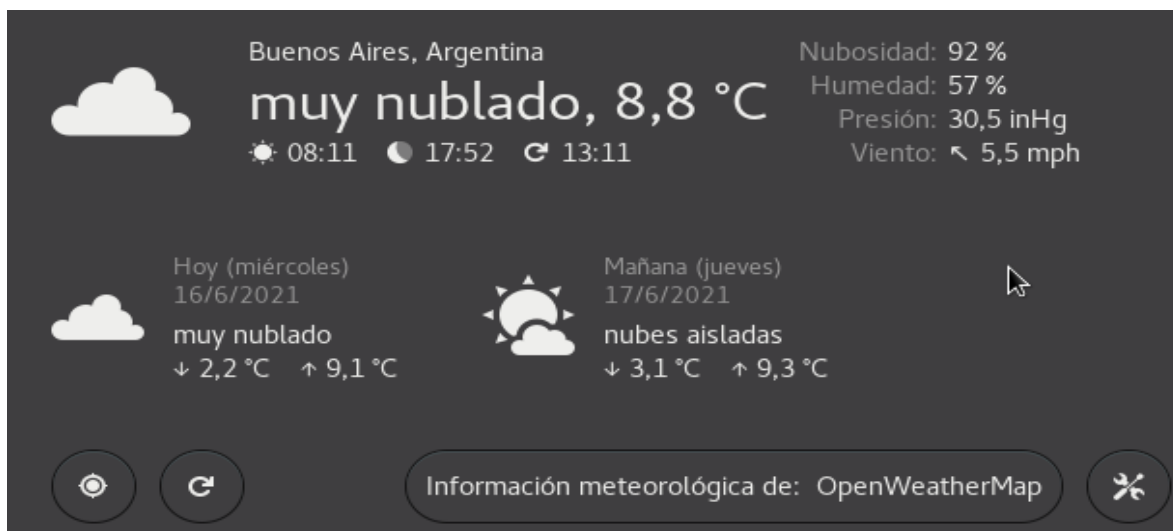 Buenos Aires, Argentina
muy nublado, 8,8 °C
08:11 17:52 13:11
Nubosidad: 92 %
Humedad: 57 %
Presión: 30,5 inHg
Viento: ↖ 5,5 mph
Hoy (miércoles)
16/6/2021
muy nublado
↓ 2,2 °C ↑ 9,1 °C
Mañana (jueves)
17/6/2021
nubes aisladas
↓ 3,1 °C ↑ 9,3 °C
Información meteorológica de: OpenWeatherMap